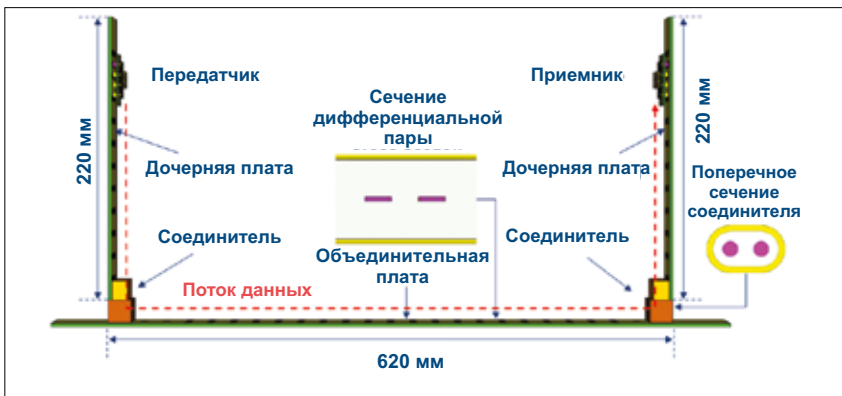 Передатчик
Приемник
Сечение
дифференциальной
пары
220 мм
220 мм
Дочерняя плата
Дочерняя плата
Поперечное
сечение
соединителя
Соединитель
Соединитель
Объединительная
плата
Поток данных
620 мм